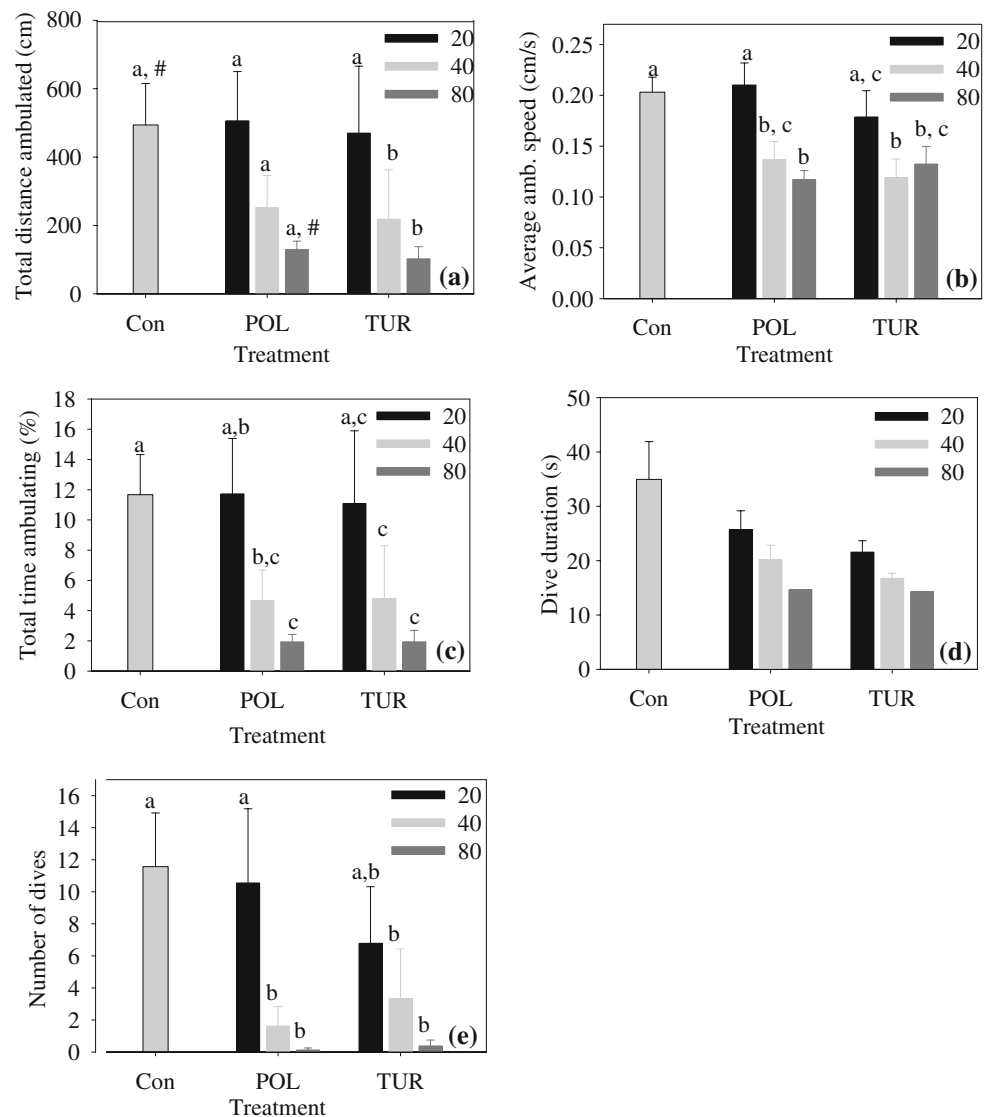 Total distance ambulated (cm)
800
600
400
200
0
a, #
a
a
a, #
a
b
b
20
40
80
(a)
Con
POL
TUR
Treatment
Average amb. speed (cm/s)
0.25
0.20
0.15
0.10
0.05
0.00
a
a
b, c
b
a, c
b
b, c
20
40
80
(b)
Con
POL
TUR
Treatment
Total time ambulating (%)
18
16
14
12
10
8
6
4
2
0
a
a,b
b,c
c
a,c
c
c
20
40
80
(c)
Con
POL
TUR
Treatment
Dive duration (s)
50
40
30
20
10
0
20
40
80
(d)
Con
POL
TUR
Treatment
Number of dives
16
14
12
10
8
6
4
2
0
a
a
b
b
a,b
b
b
20
40
80
(e)
Con
POL
TUR
Treatment